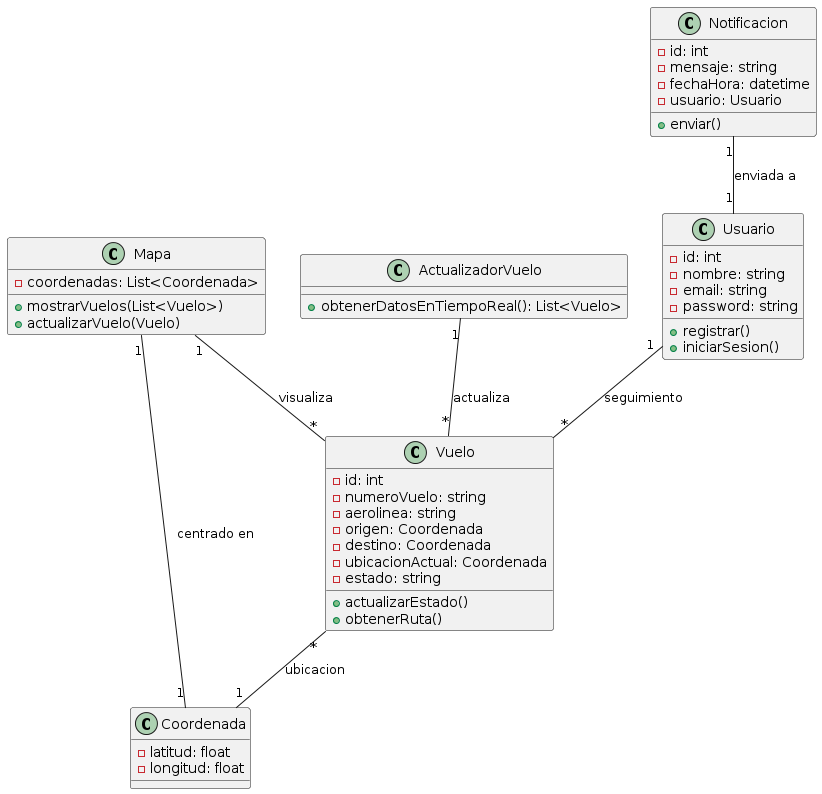 C Notificacion
id: int
mensaje: string
fechaHora: datetime
usuario: Usuario
enviar()
1
enviada a
1
C Usuario
id: int
nombre: string
email: string
password: string
registrar()
iniciarSesion()
C Mapa
coordenadas: List<Coordenada>
mostrarVuelos(List<Vuelo>)
actualizarVuelo(Vuelo)
C ActualizadorVuelo
obtenerDatosEnTiempoReal(): List<Vuelo>
1
1
1
1
visualiza
actualiza
seguimiento
*
*
*
C Vuelo
id: int
numeroVuelo: string
aerolinea: string
origen: Coordenada
destino: Coordenada
ubicacionActual: Coordenada
estado: string
actualizarEstado()
obtenerRuta()
centrado en
*
ubicacion
1
1
C Coordenada
latitud: float
longitud: float